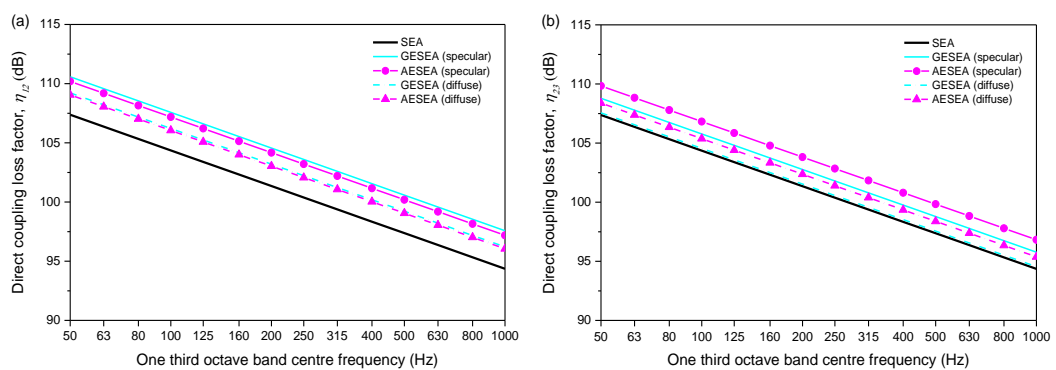 (a)
115
110
105
100
95
90
Direct coupling loss factor, η12 (dB)
SEA
GESEA (specular)
AESEA (specular)
GESEA (diffuse)
AESEA (diffuse)
50 63 80 100 125 160 200 250 315 400 500 630 800 1000
One third octave band centre frequency (Hz)
(b)
115
110
105
100
95
90
Direct coupling loss factor, η23 (dB)
SEA
GESEA (specular)
AESEA (specular)
GESEA (diffuse)
AESEA (diffuse)
50 63 80 100 125 160 200 250 315 400 500 630 800 1000
One third octave band centre frequency (Hz)